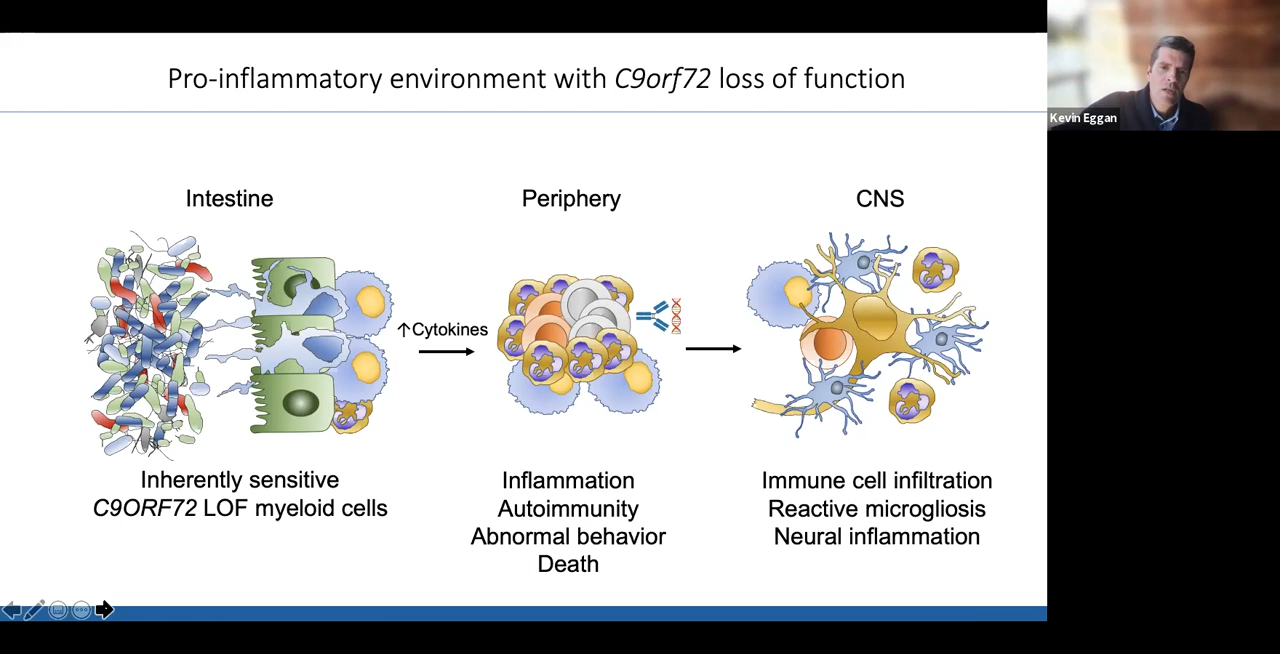 Pro-inflammatory environment with C9orf72 loss of function
Kevin Eggan
Intestine
Periphery
CNS
↑Cytokines
Inherently sensitive
C9ORF72 LOF myeloid cells
Inflammation
Autoimmunity
Abnormal behavior
Death
Immune cell infiltration
Reactive microgliosis
Neural inflammation